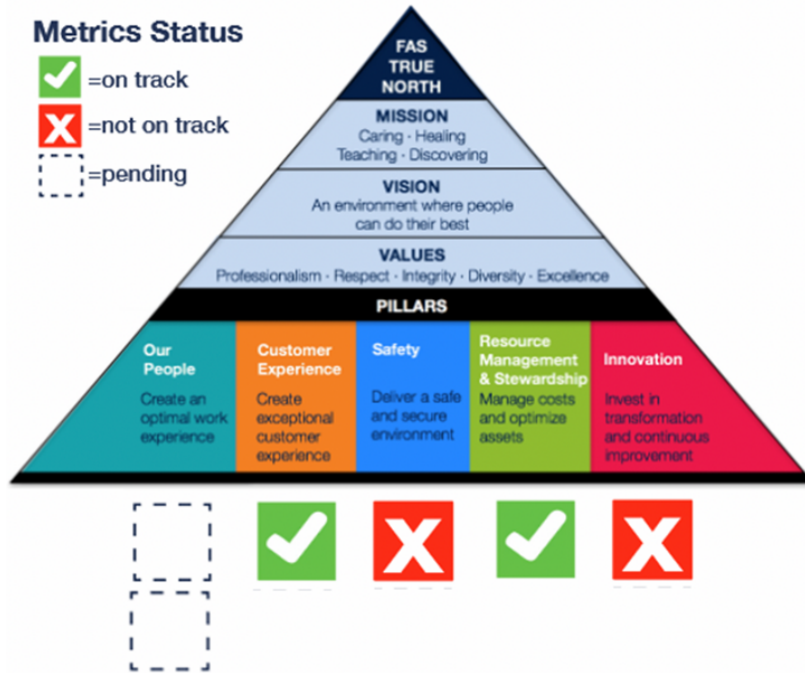 Metrics Status
=on track
=not on track
=pending
FAS
TRUE
NORTH
MISSION
Caring · Healing
Teaching · Discovering
VISION
An environment where people
can do their best
VALUES
Professionalism · Respect · Integrity · Diversity · Excellence
PILLARS
Our
People
Create an
optimal work
experience
Customer
Experience
Create
exceptional
customer
experience
Safety
Deliver a safe
and secure
environment
Resource
Management
& Stewardship
Manage costs
and optimize
assets
Innovation
Invest in
transformation
and continuous
improvement